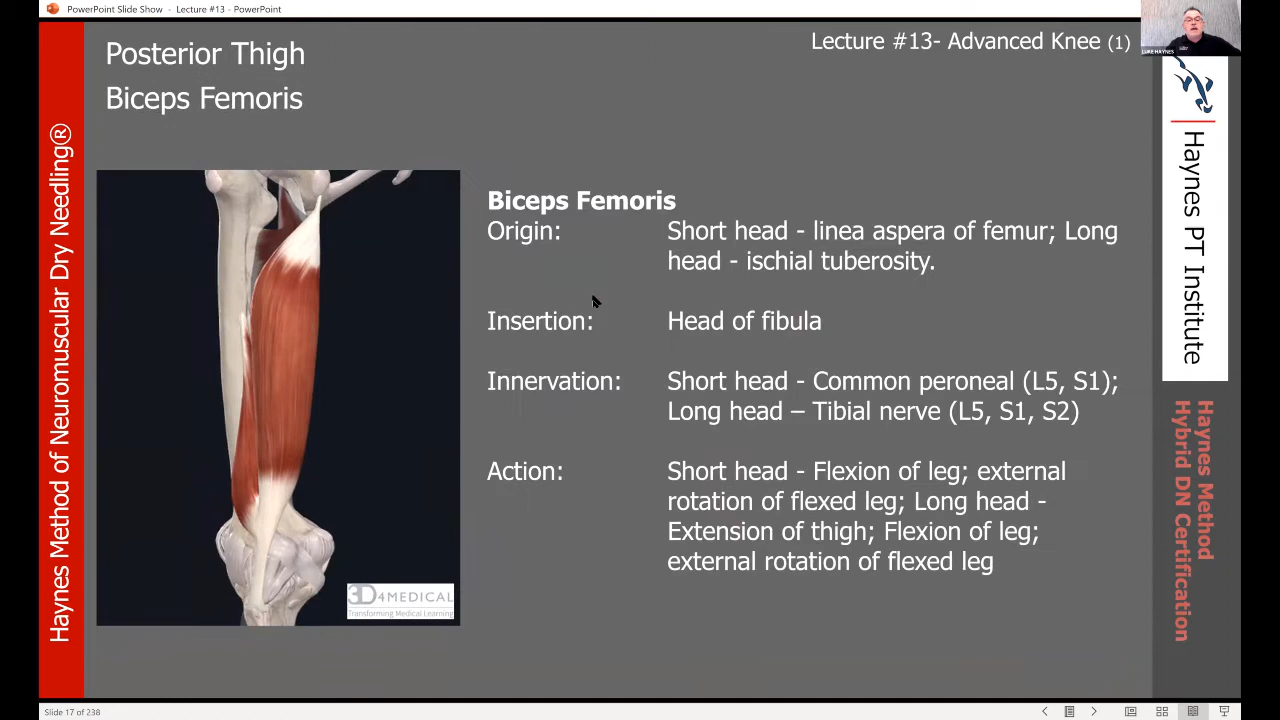 PowerPoint Slide Show - Lecture #13 - PowerPoint
Posterior Thigh
Biceps Femoris
Lecture #13- Advanced Knee (1)
LUKE HAYNES
Haynes Method of Neuromuscular Dry Needling®
Biceps Femoris
Origin: Short head - linea aspera of femur; Long
head - ischial tuberosity.
Insertion: Head of fibula
Innervation: Short head - Common peroneal (L5, S1);
Long head – Tibial nerve (L5, S1, S2)
Action: Short head - Flexion of leg; external
rotation of flexed leg; Long head -
Extension of thigh; Flexion of leg;
external rotation of flexed leg
3D4MEDICAL
Transforming Medical Learning
Haynes PT Institute
Haynes Method
Hybrid DN Certification
Slide 17 of 238